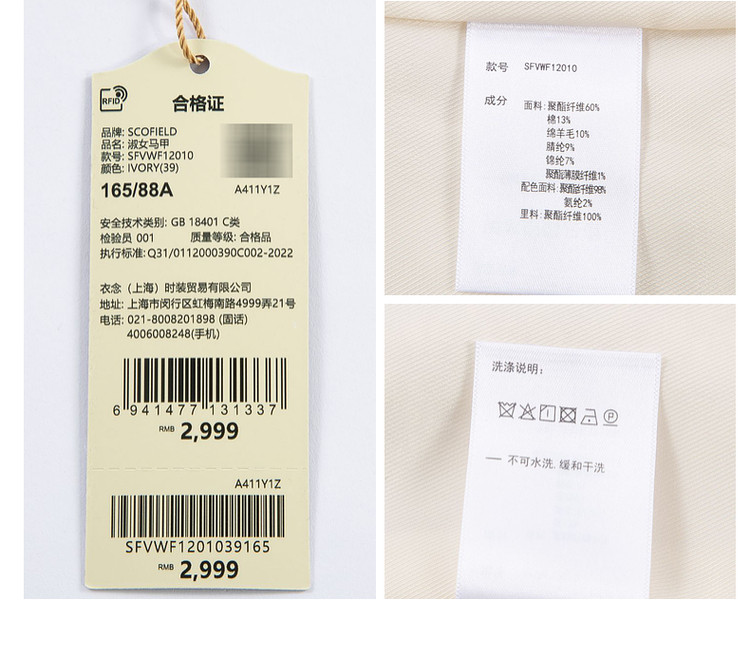 RFID
合格证
品牌: SCOFIELD
品名: 淑女马甲
款号: SFVWF12010
颜色: IVORY(39)
165/88A
A411Y1Z
安全技术类别: GB 18401 C类
检验员 001 质量等级: 合格品
执行标准: Q31/0112000390C002-2022
衣念（上海）时装贸易有限公司
地址: 上海市闵行区虹梅南路4999弄21号
电话: 021-8008201898 (固话)
4006008248(手机)
6 941477 131337
RMB 2,999
A411Y1Z
SFVWF1201039165
RMB 2,999
款号 SFVWF12010
成分 面料: 聚酯纤维60%
棉13%
绵羊毛10%
腈纶9%
锦纶7%
聚酯薄膜纤维1%
配色面料: 聚酯纤维98%
氨纶2%
里料: 聚酯纤维100%
洗涤说明:
P
— 不可水洗. 缓和干洗